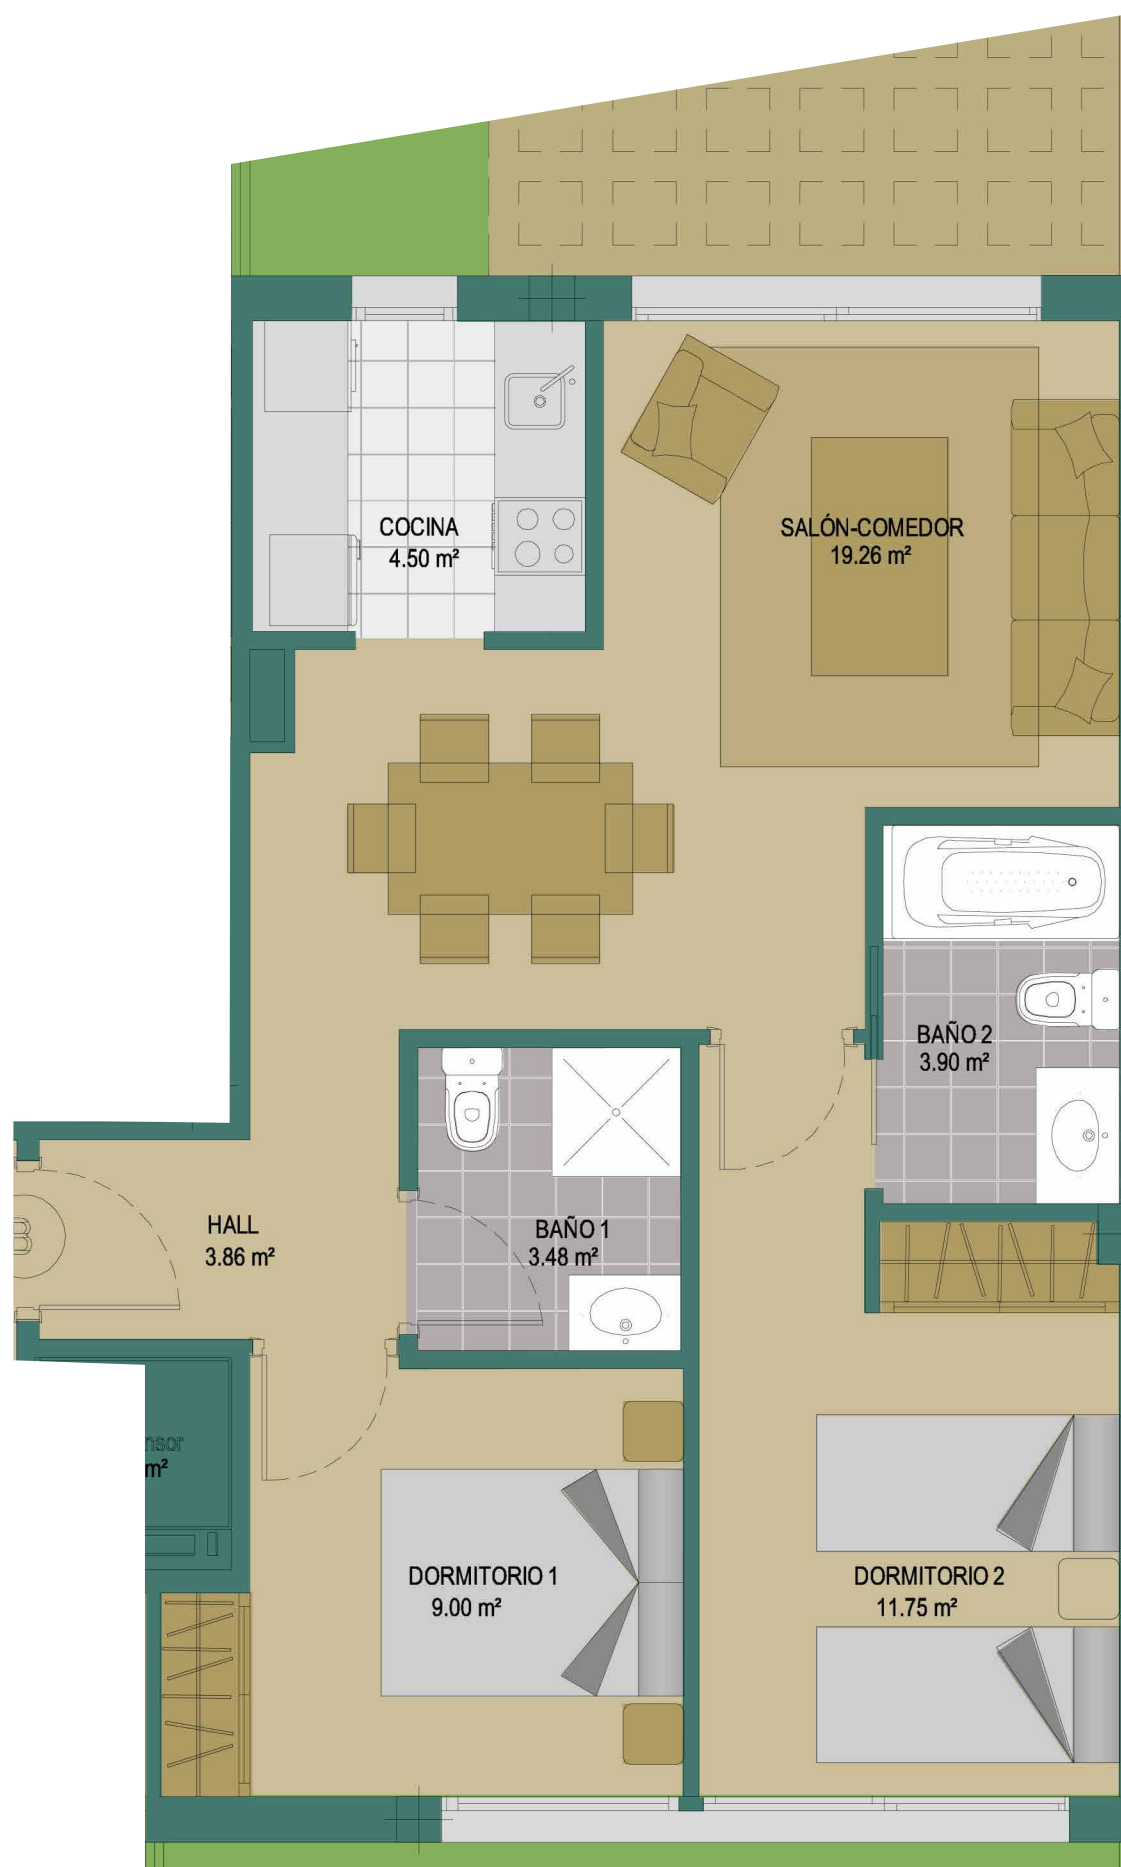 COCINA
4.50 m²
SALÓN-COMEDOR
19.26 m²
BAÑO 2
3.90 m²
HALL
3.86 m²
BAÑO 1
3.48 m²
B
m²
DORMITORIO 1
9.00 m²
DORMITORIO 2
11.75 m²